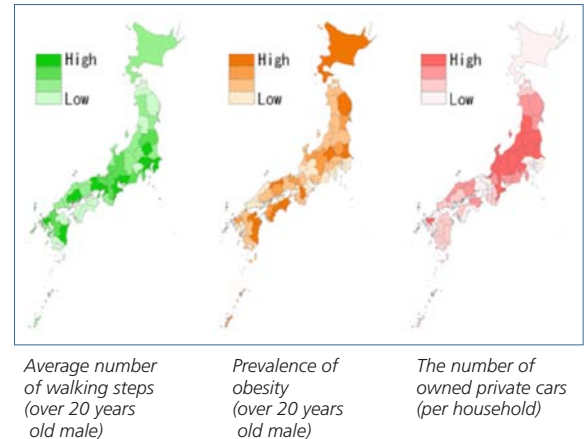 High
Low
High
Low
High
Low
Average number
of walking steps
(over 20 years
old male)
Prevalence of
obesity
(over 20 years
old male)
The number of
owned private cars
(per household)